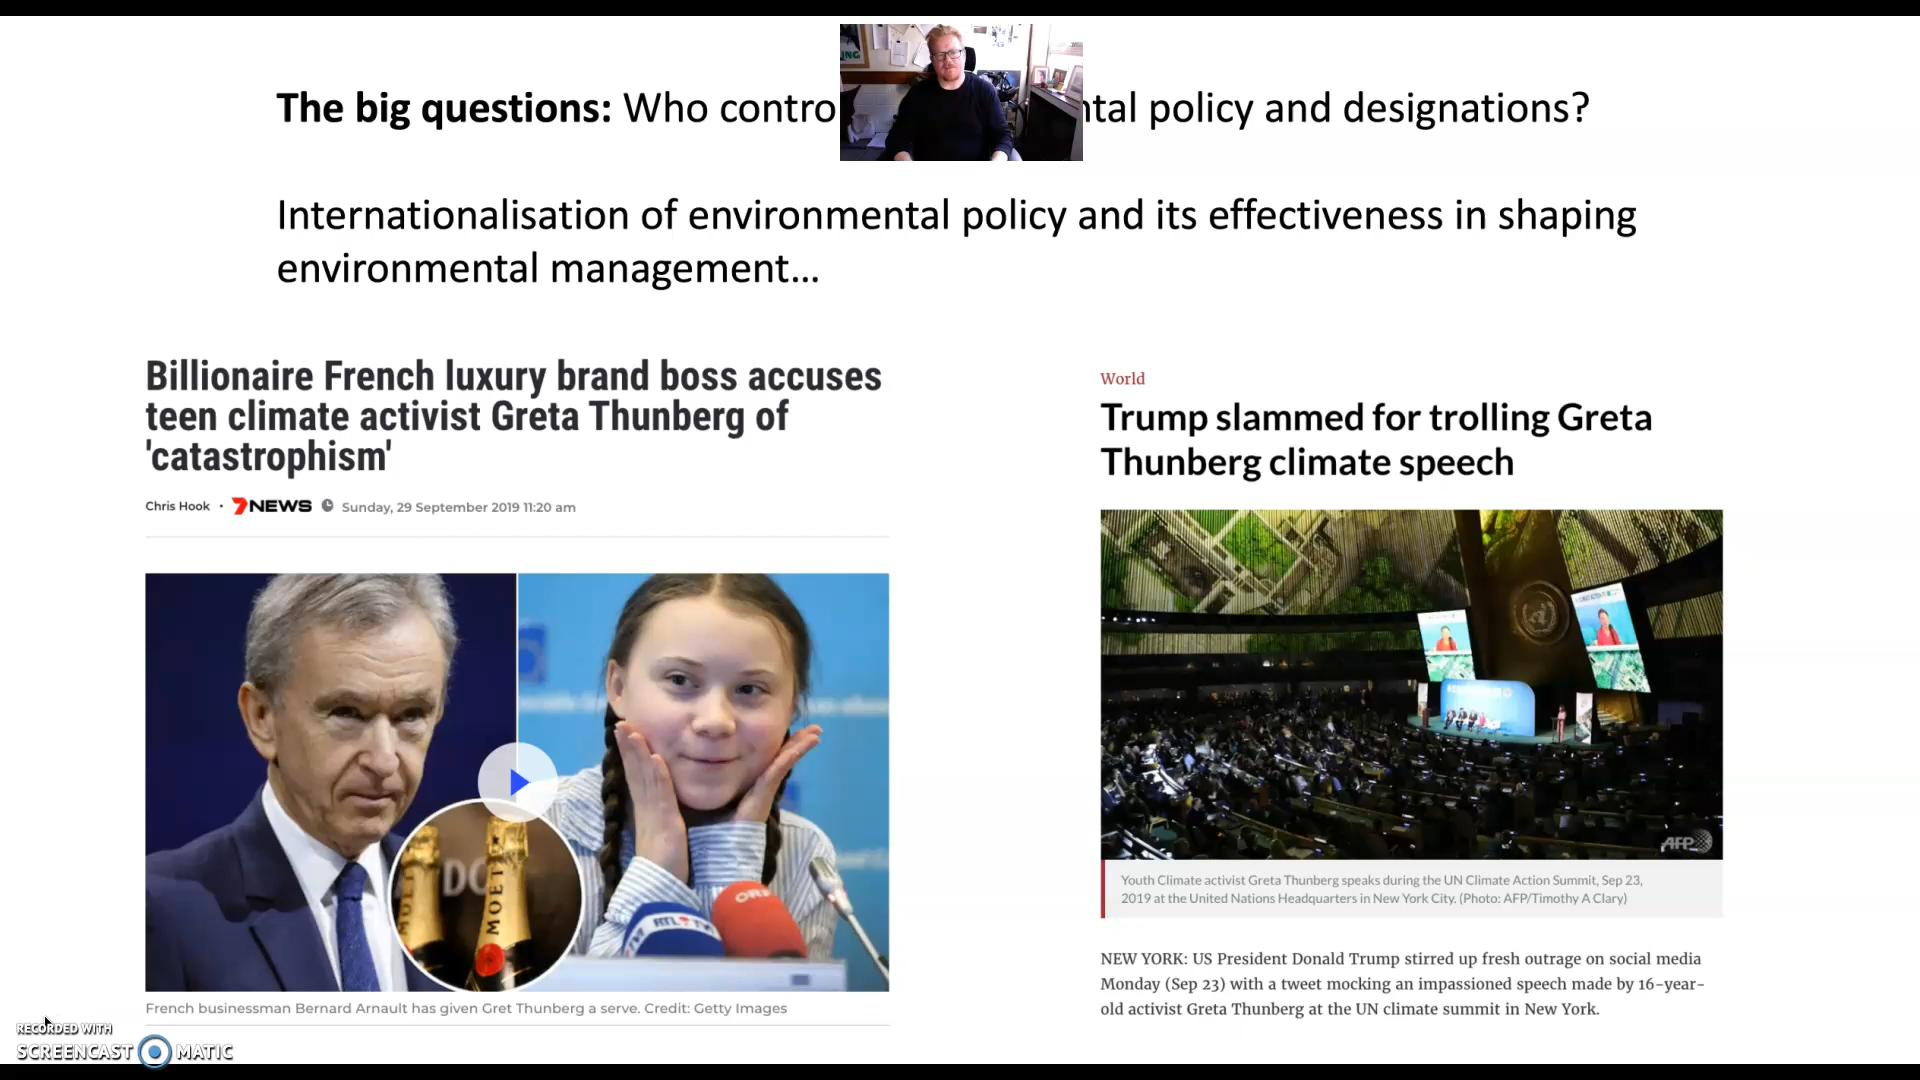 The big questions: Who contro tal policy and designations?
Internationalisation of environmental policy and its effectiveness in shaping
environmental management...
Billionaire French luxury brand boss accuses
teen climate activist Greta Thunberg of
'catastrophism'
Chris Hook • 7NEWS Sunday, 29 September 2019 11:20 am
MOET
ORF
RTL
French businessman Bernard Arnault has given Gret Thunberg a serve. Credit: Getty Images
World
Trump slammed for trolling Greta
Thunberg climate speech
AFP
Youth Climate activist Greta Thunberg speaks during the UN Climate Action Summit, Sep 23,
2019 at the United Nations Headquarters in New York City. (Photo: AFP/Timothy A Clary)
NEW YORK: US President Donald Trump stirred up fresh outrage on social media
Monday (Sep 23) with a tweet mocking an impassioned speech made by 16-year-
old activist Greta Thunberg at the UN climate summit in New York.
RECORDED WITH
SCREENCAST MATIC